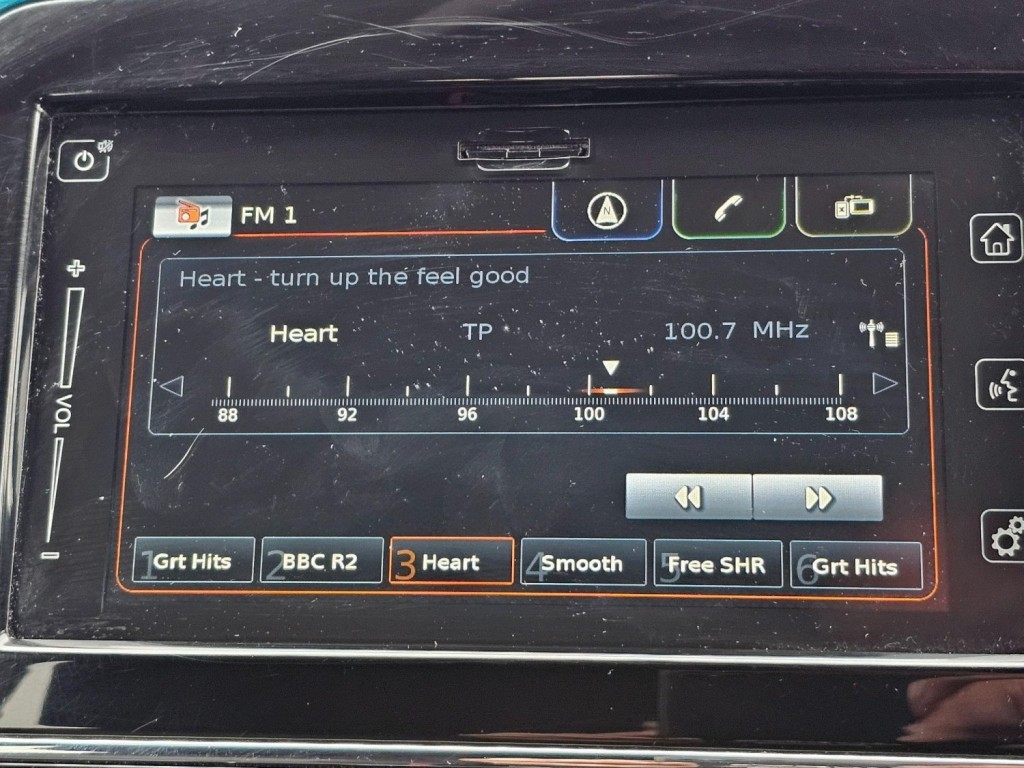 FM 1
N
Heart - turn up the feel good
Heart TP 100.7 MHz
88 92 96 100 104 108
+
VOL
-
1 Grt Hits 2 BBC R2 3 Heart 4 Smooth 5 Free SHR 6 Grt Hits